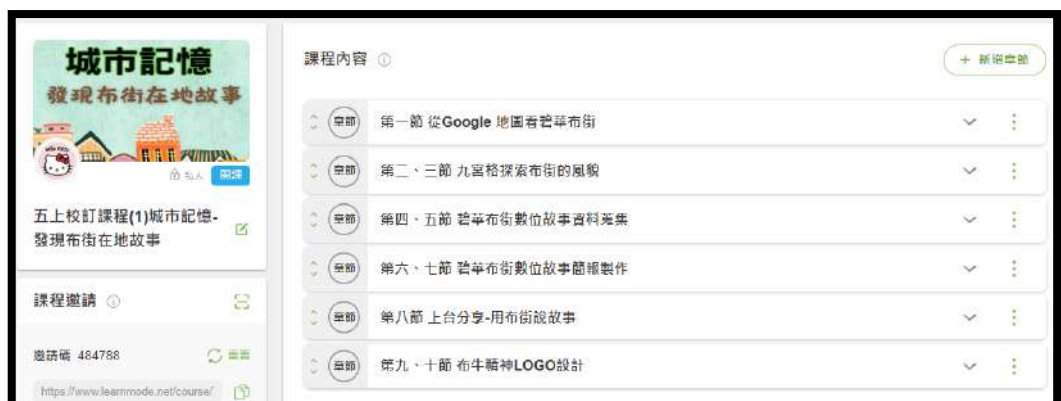 城市記憶
發現布街在地故事
HELLO KITTY
私人 開課
五上校訂課程(1)城市記憶-
發現布街在地故事
課程邀請
邀請碼 484788
https://www.learnmode.net/course/
課程內容
+ 新增章節
章節 第一節 從Google 地圖看碧華布街
章節 第二、三節 九宮格探索布街的風貌
章節 第四、五節 碧華布街數位故事資料蒐集
章節 第六、七節 碧華布街數位故事簡報製作
章節 第八節 上台分享-用布街說故事
章節 第九、十節 布牛精神LOGO設計